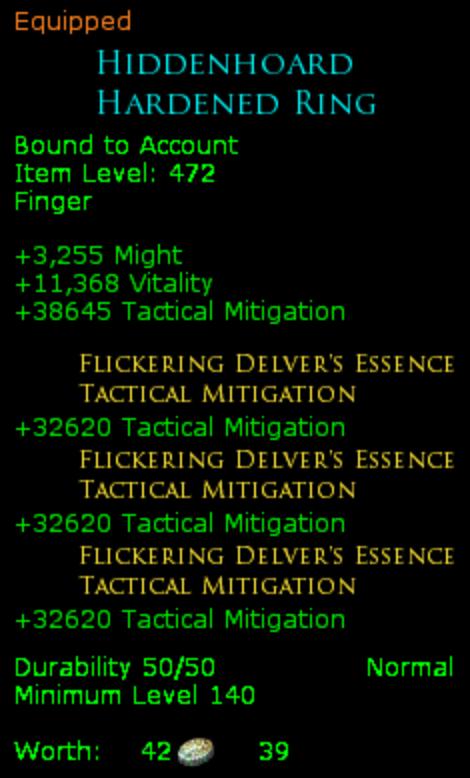 Equipped
Hiddenhoard
Hardened Ring
Bound to Account
Item Level: 472
Finger
+3,255 Might
+11,368 Vitality
+38645 Tactical Mitigation
Flickering Delver's Essence
Tactical Mitigation
+32620 Tactical Mitigation
Flickering Delver's Essence
Tactical Mitigation
+32620 Tactical Mitigation
Flickering Delver's Essence
Tactical Mitigation
+32620 Tactical Mitigation
Durability 50/50 Normal
Minimum Level 140
Worth: 42 39